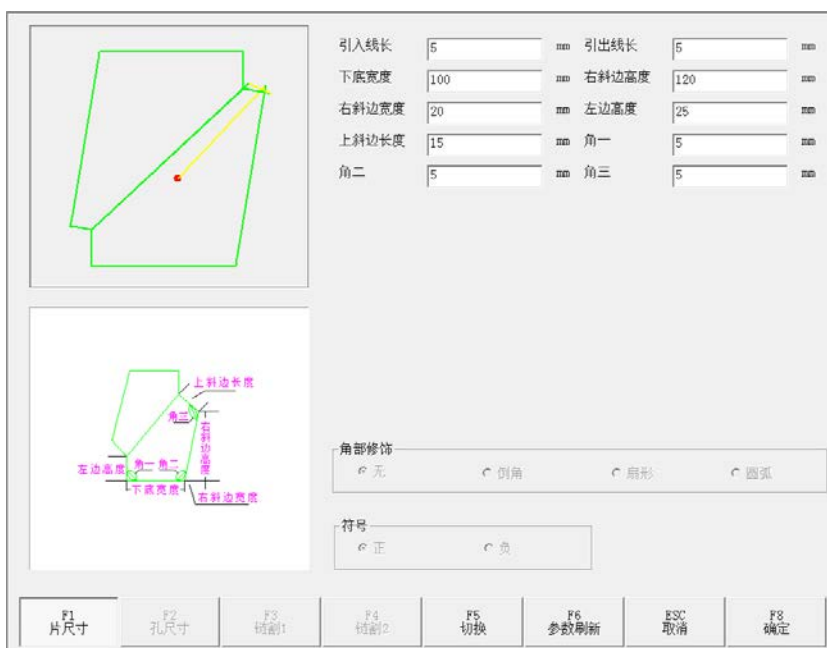 引入线长 5 mm 引出线长 5 mm
下底宽度 100 mm 右斜边高度 120 mm
右斜边宽度 20 mm 左边高度 25 mm
上斜边长度 15 mm 角一 5 mm
角二 5 mm 角三 5 mm
上斜边长度
角三
右斜边高度
左边高度 角一 角二
下底宽度
右斜边宽度
角部修饰
无 倒角 扇形 圆弧
符号
正 负
F1 F2 F3 F4 F5 F6 ESC F8
片尺寸 孔尺寸 链割1 链割2 切换 参数刷新 取消 确定